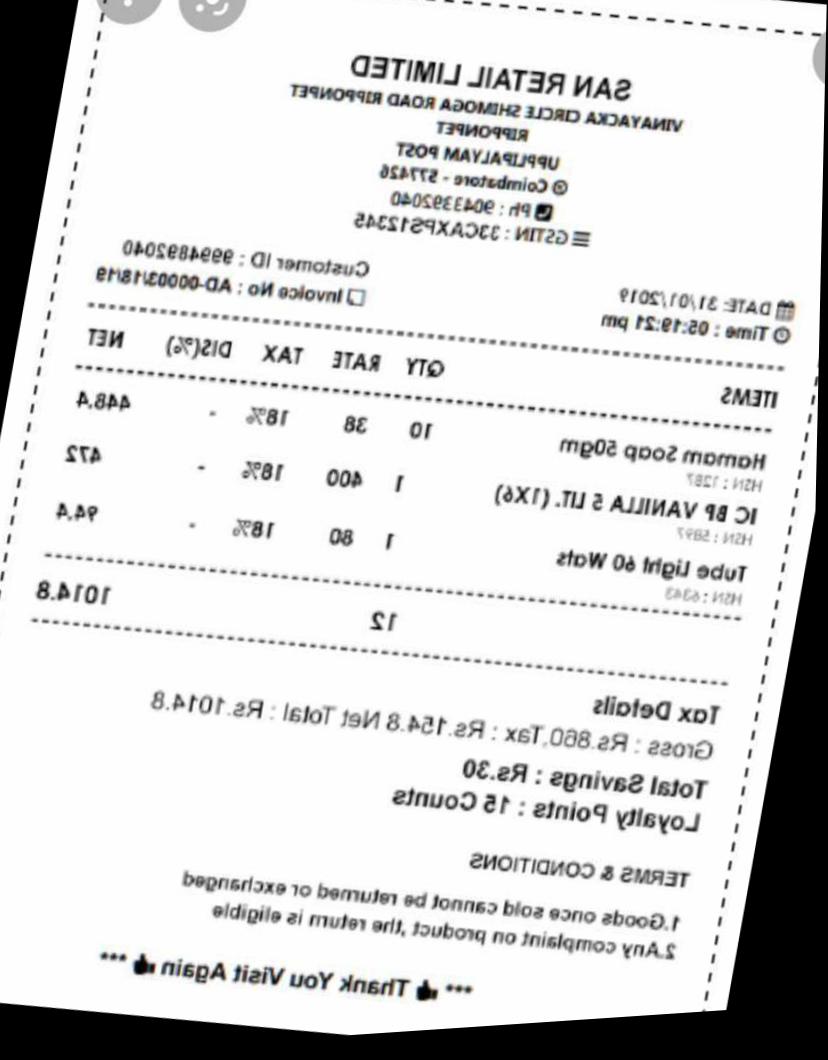 SAN RETAIL LIMITED
VINAYACKA CIRCLE SHIMOGA ROAD RIPPONPET
RIPPONPET
UPPLIPALYAM POST
Coimbatore - 577426
Ph : 9043392040
GSTIN : 33CAXPS12345
DATE: 31/01/2019 Customer ID : 9994892040
Time : 05:19:21 pm Invoice No : AD-00003/18/19
ITEMS QTY RATE TAX DIS(%) NET
Hamam Soap 50gm 10 38 18% - 448.4
HSN : 1287
IC BP VANILLA 5 LIT. (1X6) 1 400 18% - 472
HSN : 5897
Tube Light 60 Wats 1 80 18% - 94.4
HSN : 6343
12 1014.8
Tax Details
Gross : Rs.860,Tax : Rs.154.8 Net Total : Rs.1014.8
Total Savings : Rs.30
Loyalty Points : 15 Counts
TERMS & CONDITIONS
1.Goods once sold cannot be returned or exchanged
2.Any complaint on product ,the return is eligible
*** Thank You Visit Again ***